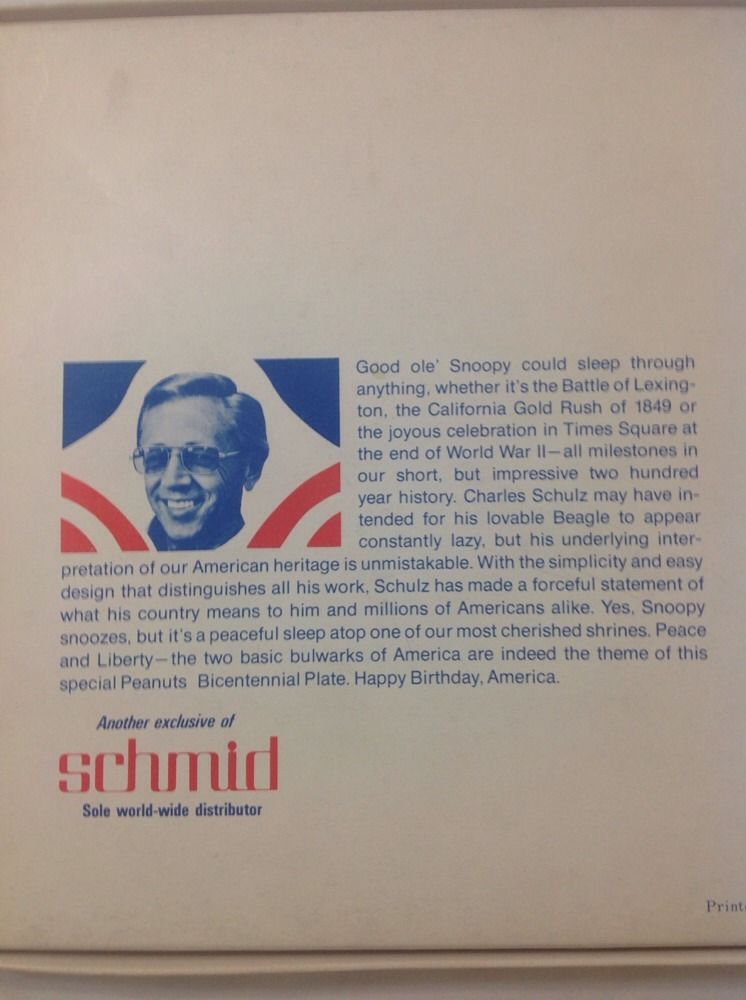 Good ole' Snoopy could sleep through
anything, whether it's the Battle of Lexing-
ton, the California Gold Rush of 1849 or
the joyous celebration in Times Square at
the end of World War II—all milestones in
our short, but impressive two hundred
year history. Charles Schulz may have in-
tended for his lovable Beagle to appear
constantly lazy, but his underlying inter-
pretation of our American heritage is unmistakable. With the simplicity and easy
design that distinguishes all his work, Schulz has made a forceful statement of
what his country means to him and millions of Americans alike. Yes, Snoopy
snoozes, but it's a peaceful sleep atop one of our most cherished shrines. Peace
and Liberty—the two basic bulwarks of America are indeed the theme of this
special Peanuts Bicentennial Plate. Happy Birthday, America.
Another exclusive of
schmid
Sole world-wide distributor